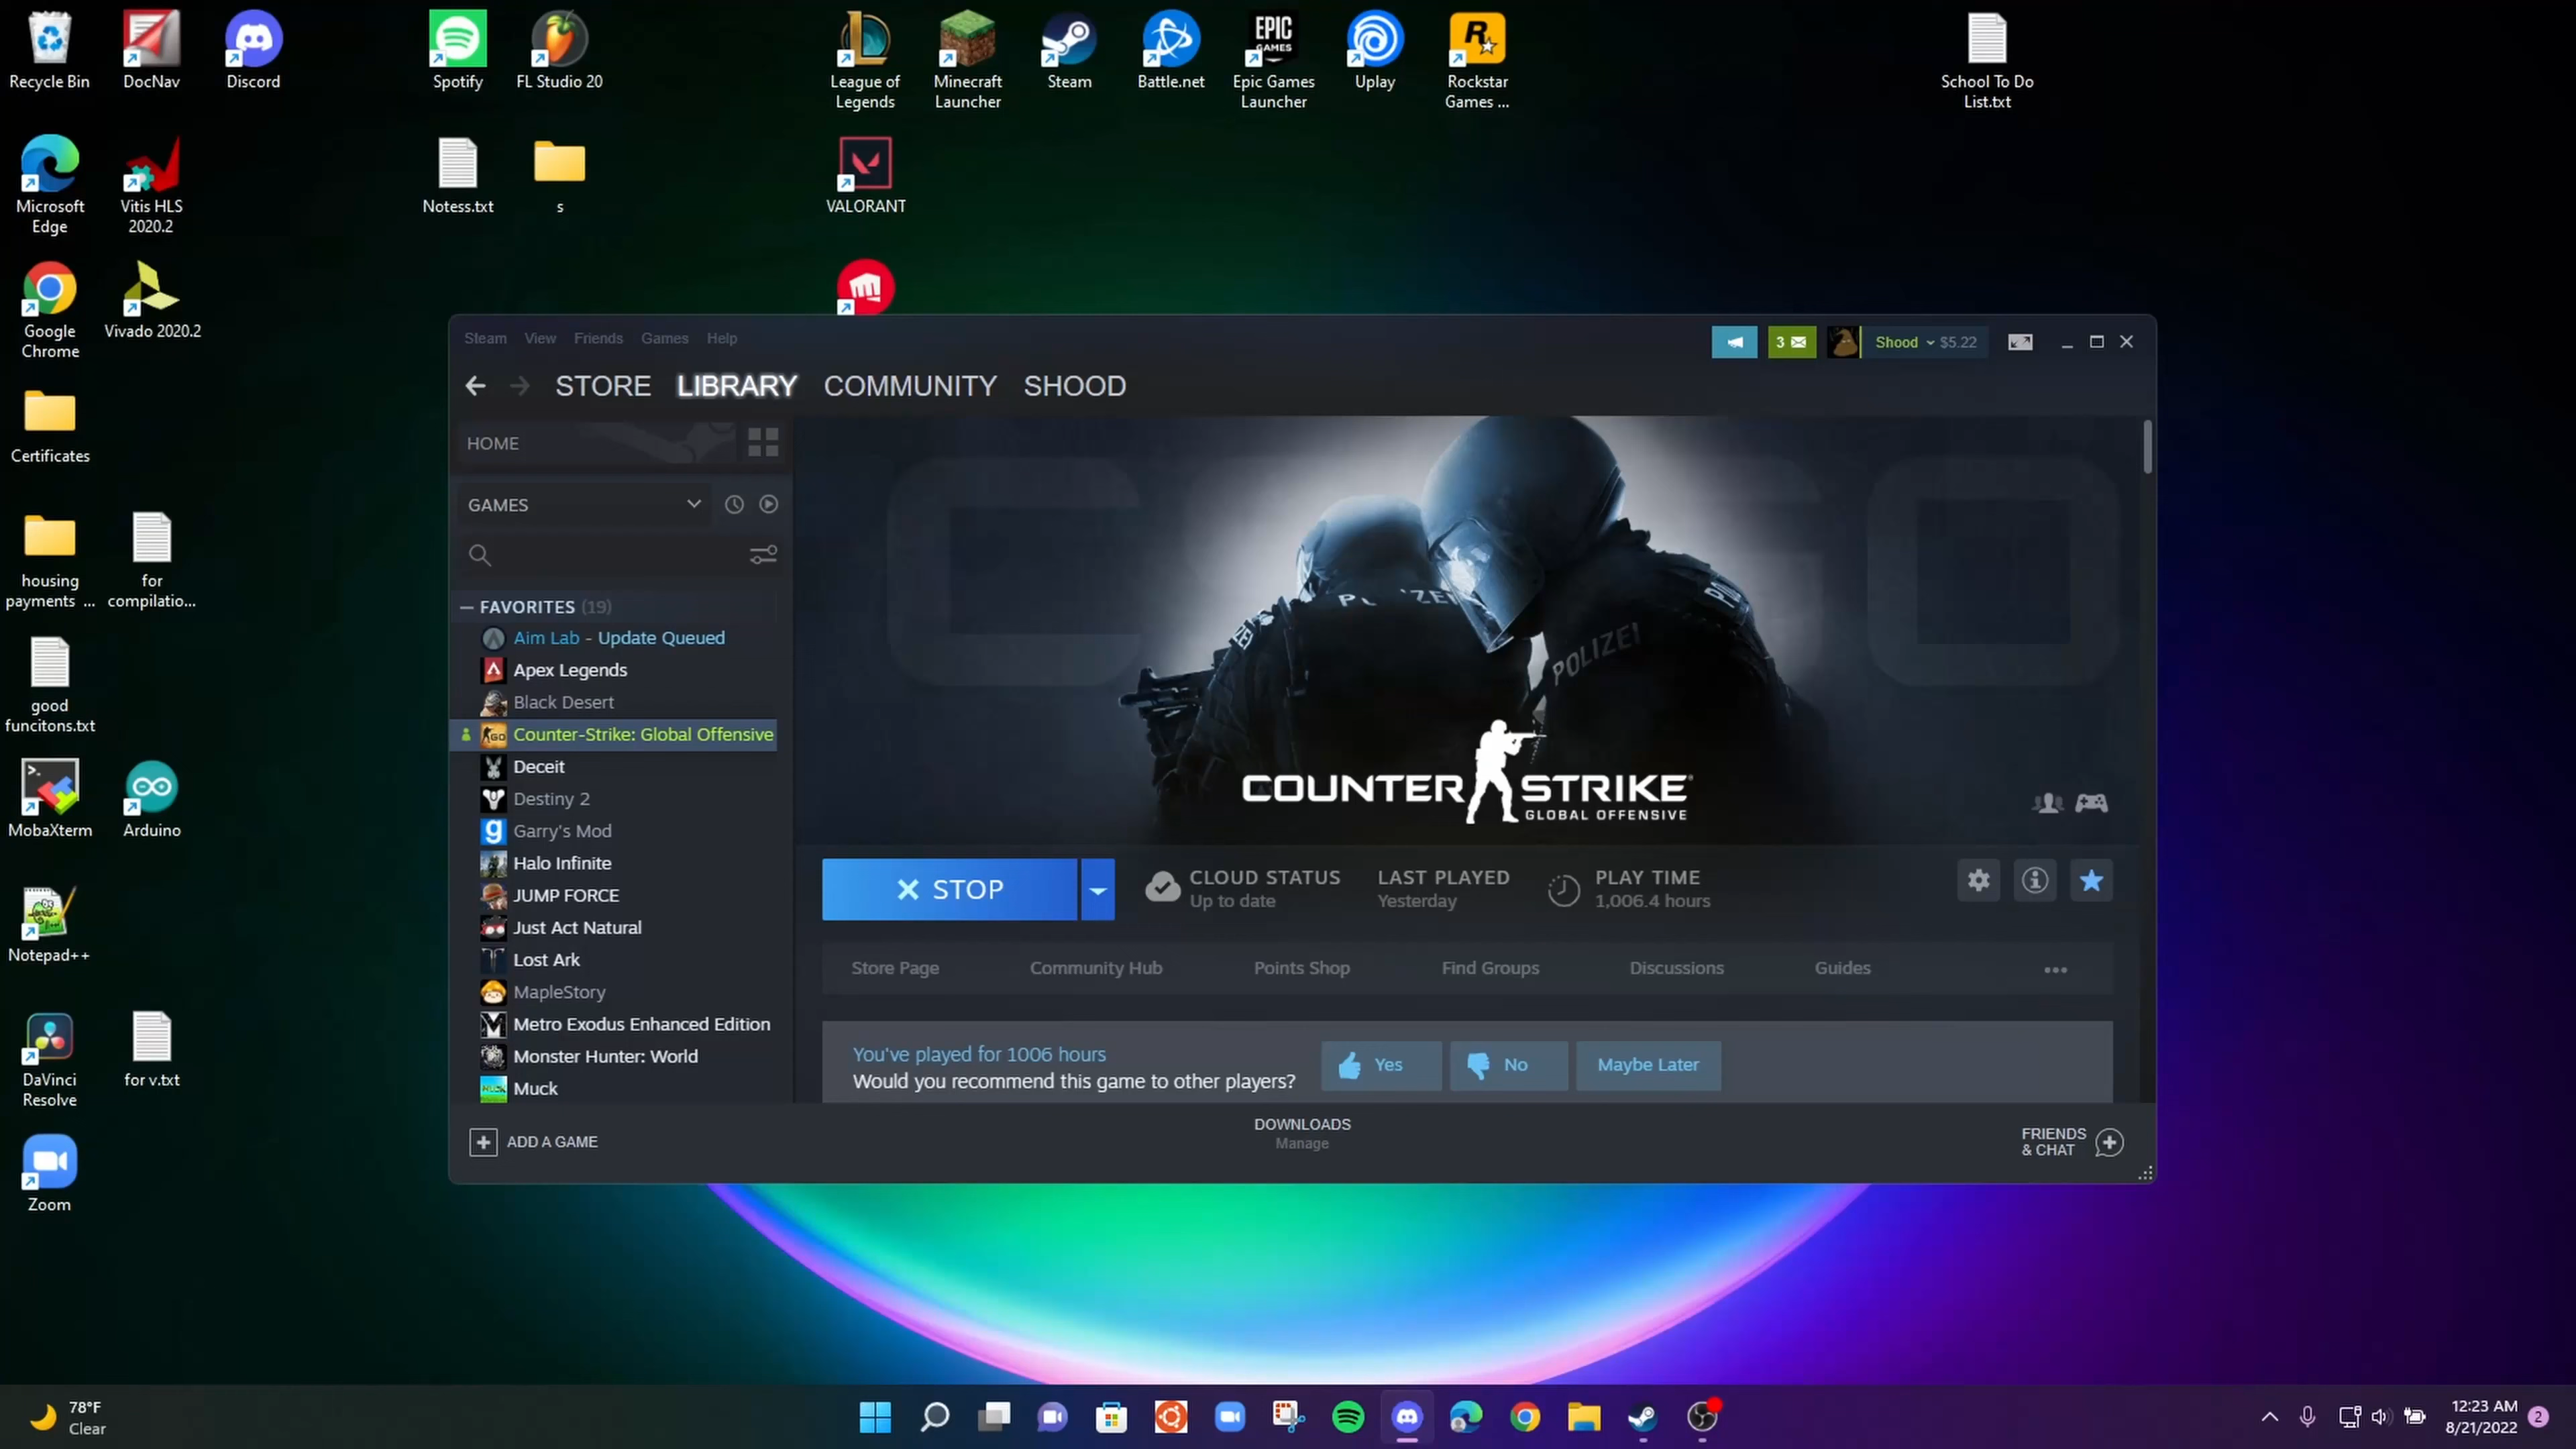 Recycle Bin
DocNav
Discord
Spotify
FL Studio 20
League of
Legends
Minecraft
Launcher
Steam
Battle.net
EPIC
GAMES
Epic Games
Launcher
Uplay
Rockstar
Games ...
School To Do
List.txt
Microsoft
Edge
Vitis HLS
2020.2
Notess.txt
s
VALORANT
Google
Chrome
Vivado 2020.2
Certificates
housing
payments ...
for
compilatio...
good
funcitons.txt
MobaXterm
Arduino
Notepad++
DaVinci
Resolve
for v.txt
Zoom
Steam View Friends Games Help
3
Shood $5.22
STORE LIBRARY COMMUNITY SHOOD
HOME
GAMES
FAVORITES (19)
Aim Lab - Update Queued
Apex Legends
Black Desert
Counter-Strike: Global Offensive
Deceit
Destiny 2
Garry's Mod
Halo Infinite
JUMP FORCE
Just Act Natural
Lost Ark
MapleStory
Metro Exodus Enhanced Edition
Monster Hunter: World
Muck
POLIZEI
COUNTER STRIKE
GLOBAL OFFENSIVE
STOP
CLOUD STATUS
Up to date
LAST PLAYED
Yesterday
PLAY TIME
1,006.4 hours
Store Page Community Hub Points Shop Find Groups Discussions Guides
You've played for 1006 hours
Would you recommend this game to other players?
Yes
No
Maybe Later
ADD A GAME
DOWNLOADS
Manage
FRIENDS
& CHAT
78°F
Clear
12:23 AM
8/21/2022
2